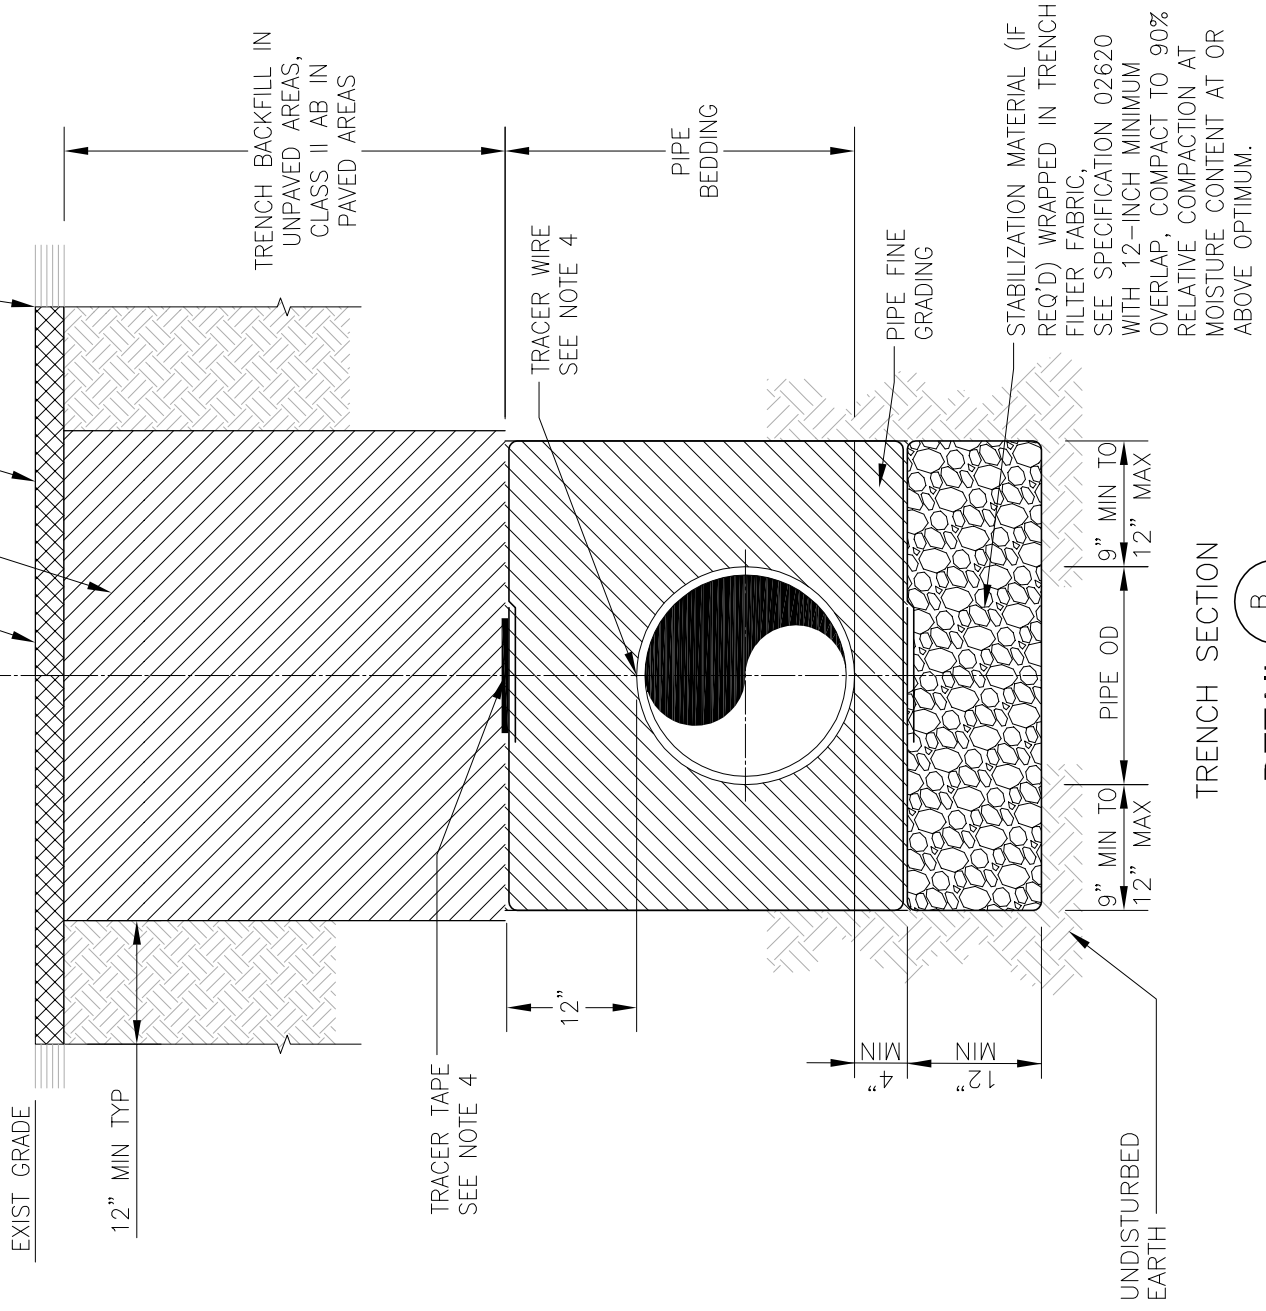 EXIST GRADE
12" MIN TYP
TRENCH BACKFILL IN
UNPAVED AREAS,
CLASS II AB IN
PAVED AREAS
TRACER TAPE
SEE NOTE 4
TRACER WIRE
SEE NOTE 4
PIPE
BEDDING
12"
PIPE FINE
GRADING
4"
MIN
12"
MIN
STABILIZATION MATERIAL (IF
REQ'D) WRAPPED IN TRENCH
FILTER FABRIC,
SEE SPECIFICATION 02620
WITH 12-INCH MINIMUM
OVERLAP, COMPACT TO 90%
RELATIVE COMPACTION AT
MOISTURE CONTENT AT OR
ABOVE OPTIMUM.
UNDISTURBED
EARTH
9" MIN TO
12" MAX
PIPE OD
9" MIN TO
12" MAX
TRENCH SECTION